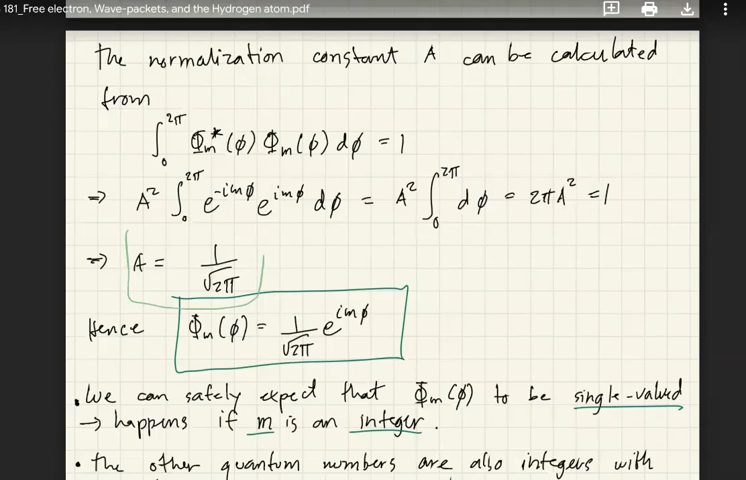 181_Free electron, Wave-packets, and the Hydrogen atom.pdf
The normalization constant A can be calculated
from
∫₀^{2π} Φₘ*(ϕ) Φₘ(ϕ) dϕ = 1
⇒ A² ∫₀^{2π} e^{-imϕ} e^{imϕ} dϕ = A² ∫₀^{2π} dϕ = 2πA² = 1
⇒ A = 1/√2π
Hence Φₘ(ϕ) = 1/√2π e^{imϕ}
• We can safely expect that Φₘ(ϕ) to be single-valued
→ happens if m is an integer.
• The other quantum numbers are also integers with